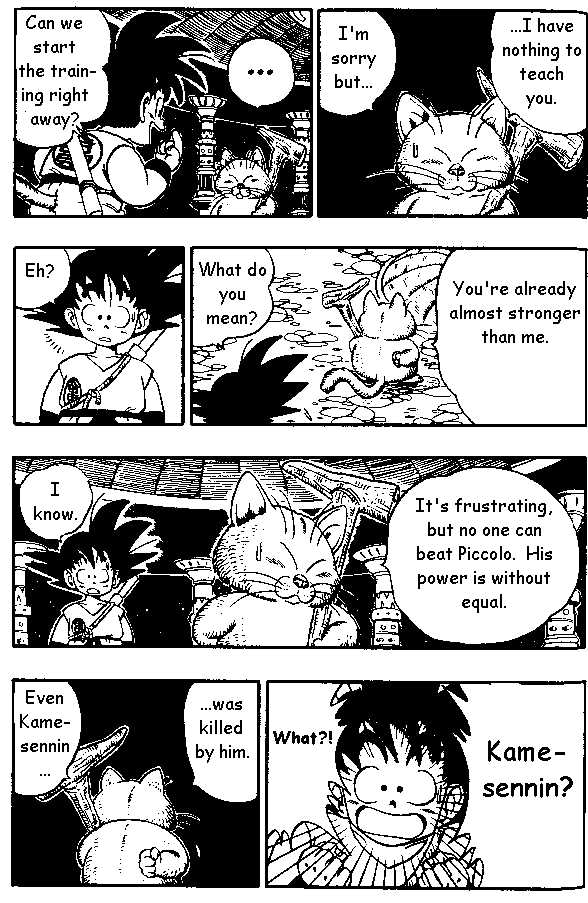 Can we
start
the train-
ing right
away?
...
I'm
sorry
but...
...I have
nothing to
teach
you.
Eh?
What do
you
mean?
You're already
almost stronger
than me.
I
know.
It's frustrating,
but no one can
beat Piccolo. His
power is without
equal.
Even
Kame-
sennin
...
...was
killed
by him.
What?!
Kame-
sennin?